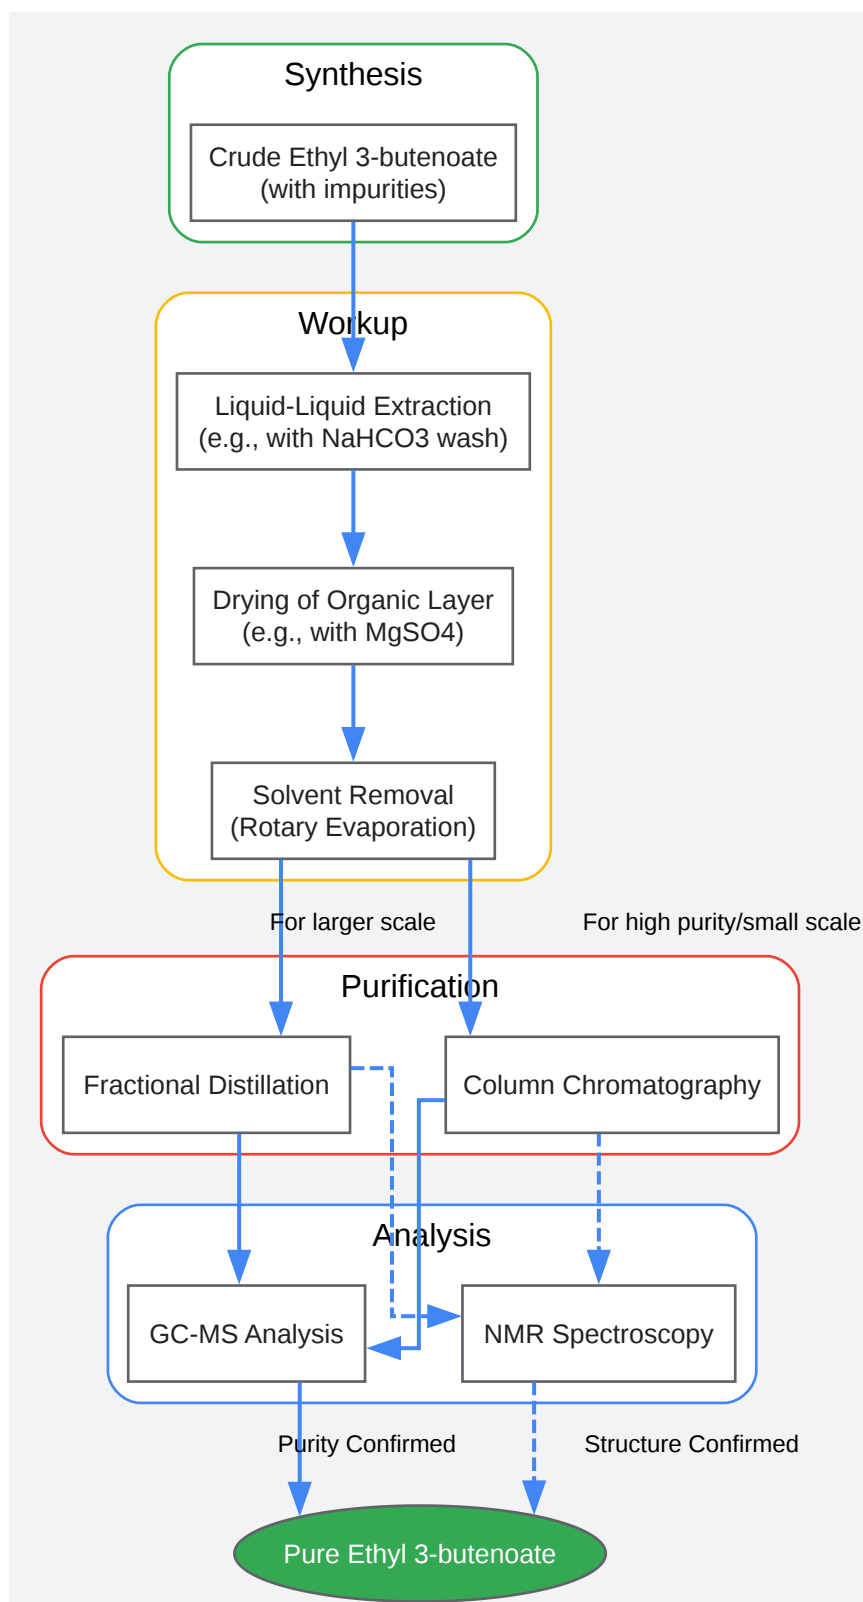 Synthesis
Crude Ethyl 3-butenoate
(with impurities)
Workup
Liquid-Liquid Extraction
(e.g., with NaHCO3 wash)
Drying of Organic Layer
(e.g., with MgSO4)
Solvent Removal
(Rotary Evaporation)
For larger scale
For high purity/small scale
Purification
Fractional Distillation
Column Chromatography
Analysis
GC-MS Analysis
NMR Spectroscopy
Purity Confirmed
Structure Confirmed
Pure Ethyl 3-butenoate